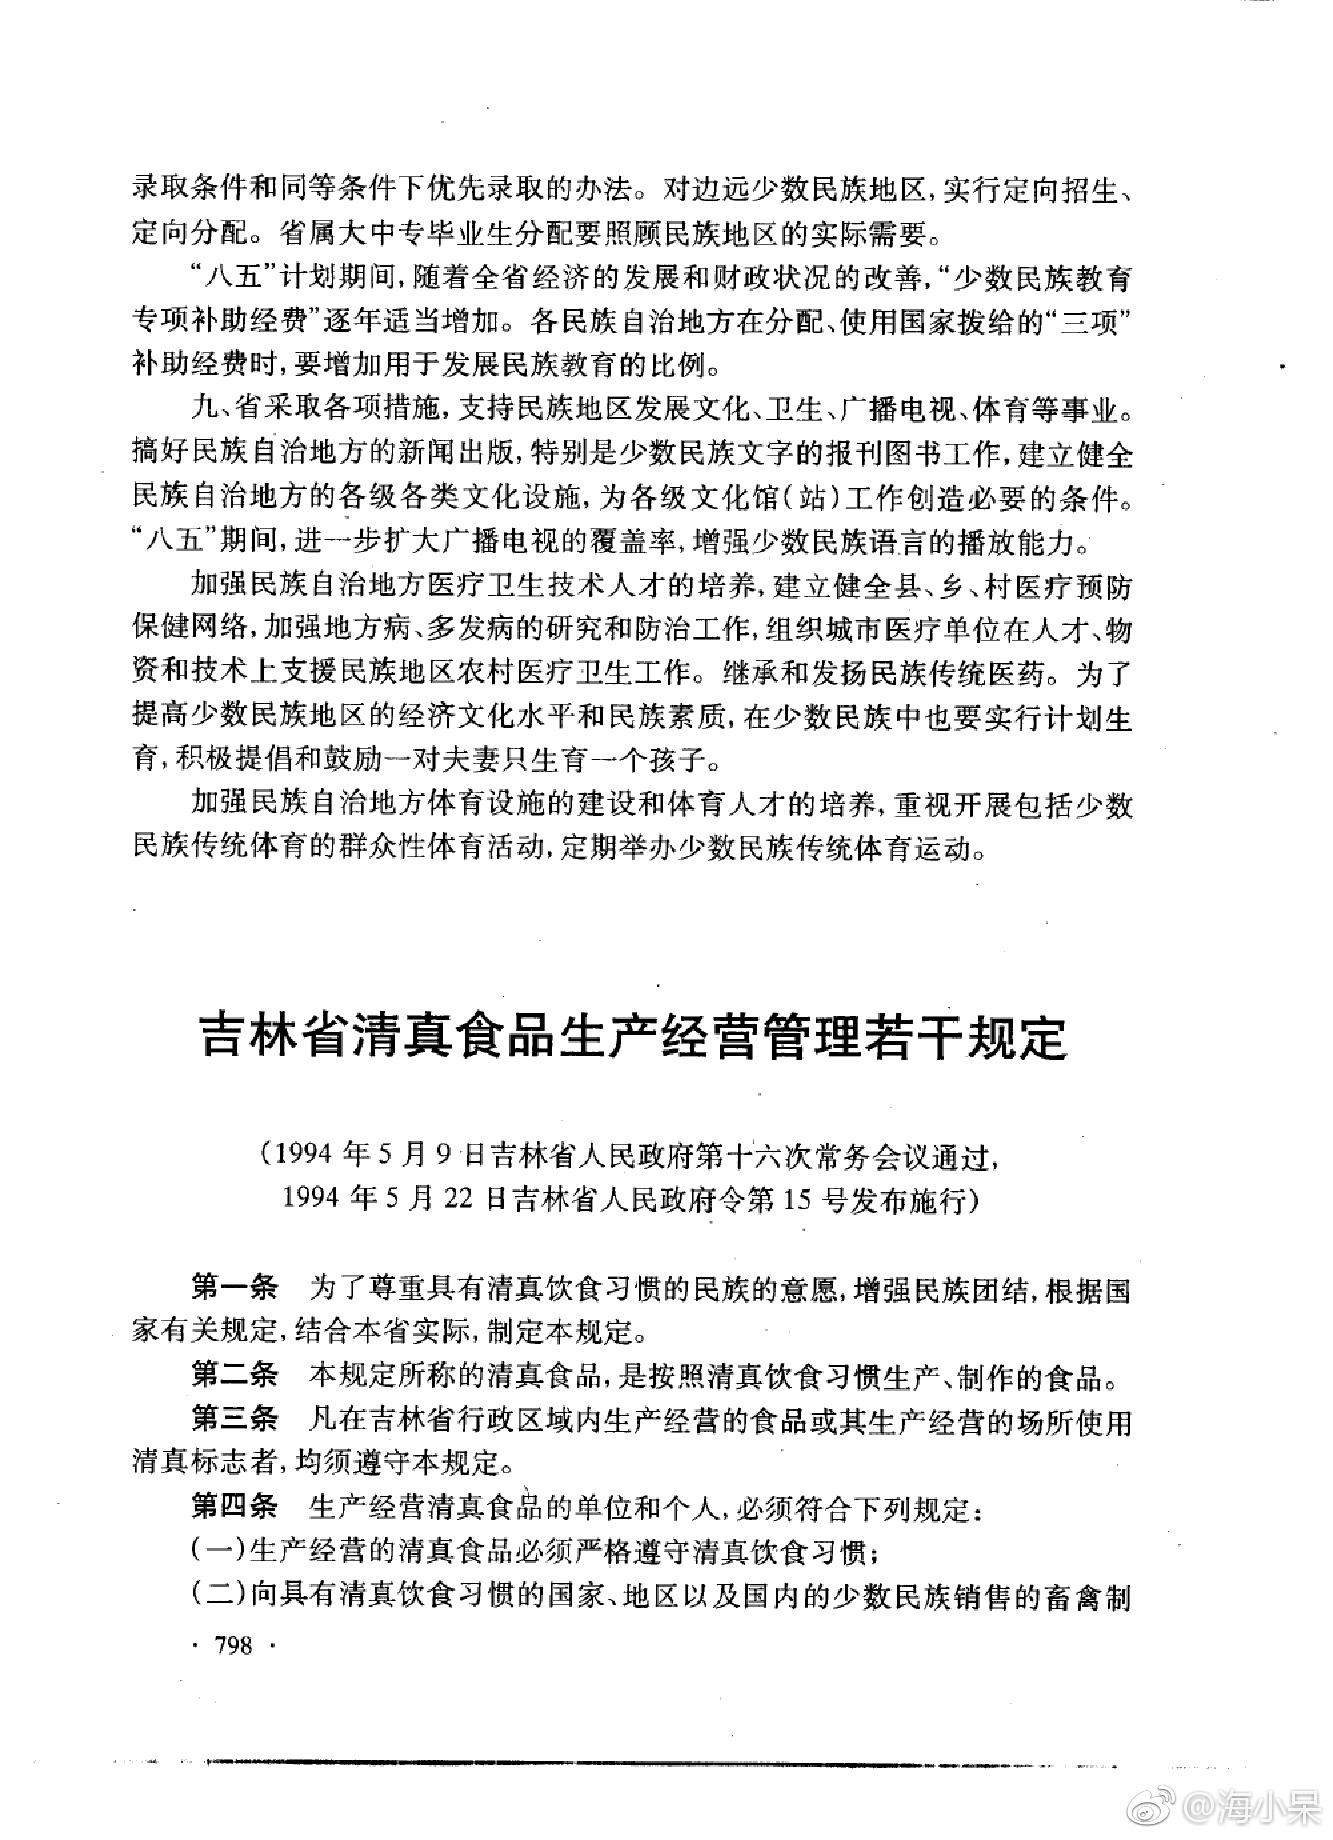 录取条件和同等条件下优先录取的办法。对边远少数民族地区,实行定向招生、
定向分配。省属大中专毕业生分配要照顾民族地区的实际需要。
“八五”计划期间,随着全省经济的发展和财政状况的改善,“少数民族教育
专项补助经费”逐年适当增加。各民族自治地方在分配、使用国家拨给的“三项”
补助经费时,要增加用于发展民族教育的比例。
九、省采取各项措施,支持民族地区发展文化、卫生、广播电视、体育等事业。
搞好民族自治地方的新闻出版,特别是少数民族文字的报刊图书工作,建立健全
民族自治地方的各级各类文化设施,为各级文化馆(站)工作创造必要的条件。
“八五”期间,进一步扩大广播电视的覆盖率,增强少数民族语言的播放能力。
加强民族自治地方医疗卫生技术人才的培养,建立健全县、乡、村医疗预防
保健网络,加强地方病、多发病的研究和防治工作,组织城市医疗单位在人才、物
资和技术上支援民族地区农村医疗卫生工作。继承和发扬民族传统医药。为了
提高少数民族地区的经济文化水平和民族素质,在少数民族中也要实行计划生
育,积极提倡和鼓励一对夫妻只生育一个孩子。
加强民族自治地方体育设施的建设和体育人才的培养,重视开展包括少数
民族传统体育的群众性体育活动,定期举办少数民族传统体育运动。
吉林省清真食品生产经营管理若干规定
(1994年5月9日吉林省人民政府第十六次常务会议通过,
1994年5月22日吉林省人民政府令第15号发布施行)
第一条 为了尊重具有清真饮食习惯的民族的意愿,增强民族团结,根据国
家有关规定,结合本省实际,制定本规定。
第二条 本规定所称的清真食品,是按照清真饮食习惯生产、制作的食品。
第三条 凡在吉林省行政区域内生产经营的食品或其生产经营的场所使用
清真标志者,均须遵守本规定。
第四条 生产经营清真食品的单位和个人,必须符合下列规定:
(一)生产经营的清真食品必须严格遵守清真饮食习惯;
(二)向具有清真饮食习惯的国家、地区以及国内的少数民族销售的畜禽制
· 798 ·
@海小呆